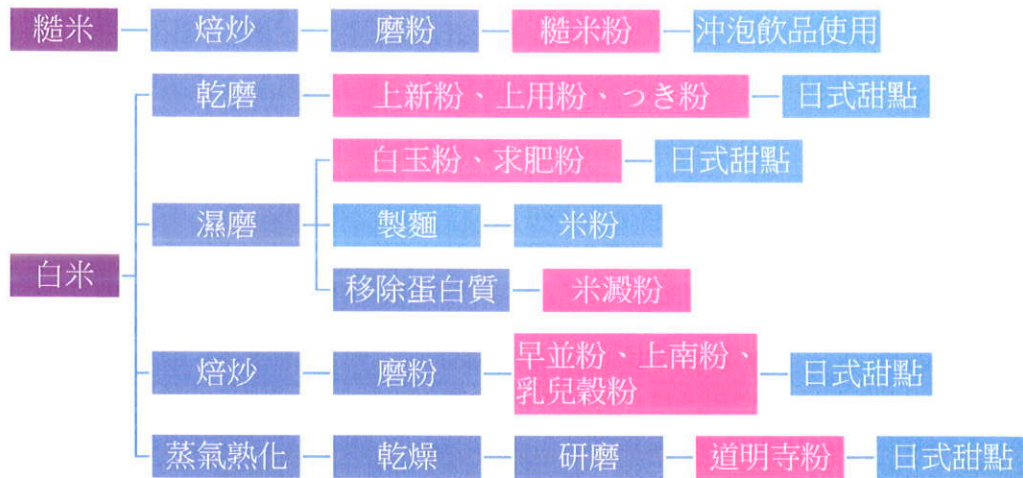 糙米 焙炒 磨粉 糙米粉 沖泡飲品使用
乾磨 上新粉、上用粉、つき粉 日式甜點
白玉粉、求肥粉 日式甜點
濕磨 製麵 米粉
白米
移除蛋白質 米澱粉
焙炒 磨粉 早並粉、上南粉、
乳兒穀粉 日式甜點
蒸氣熟化 乾燥 研磨 道明寺粉 日式甜點